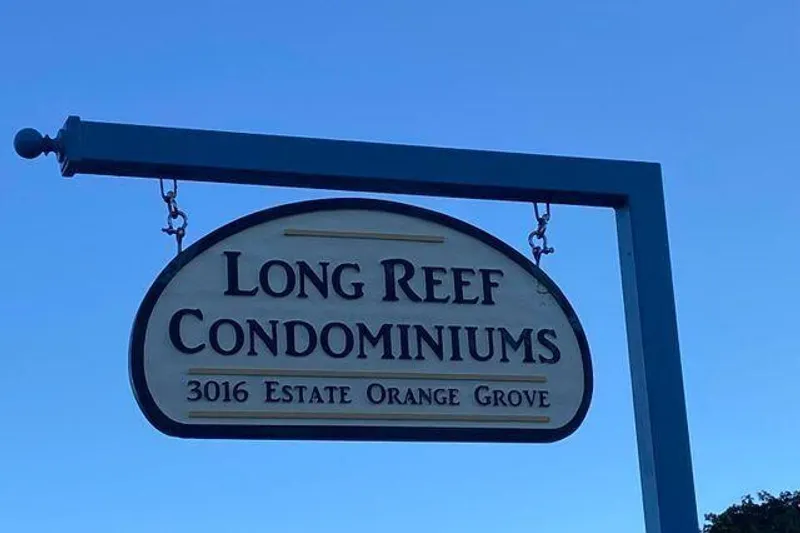 LONG REEF
CONDOMINIUMS
3016 ESTATE ORANGE GROVE